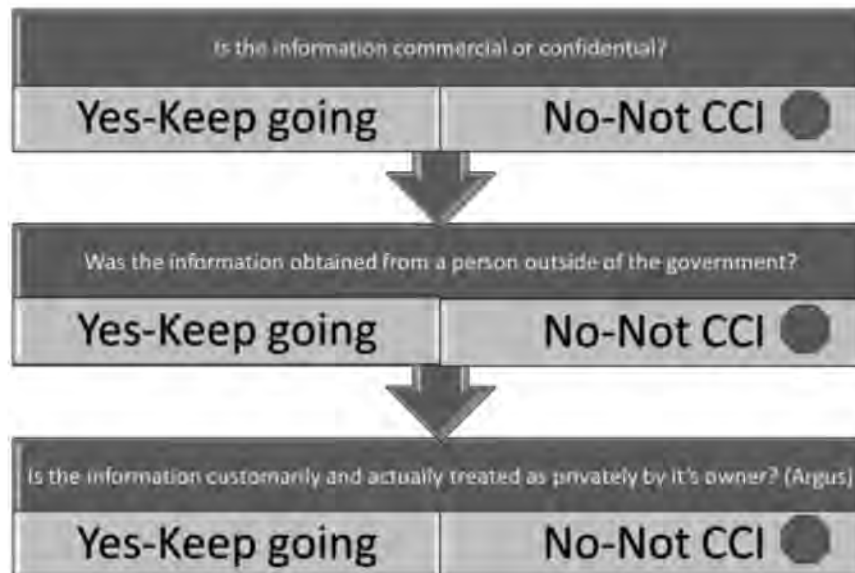 Is the information commercial or confidential?
Yes-Keep going No-Not CCI
Was the information obtained from a person outside of the government?
Yes-Keep going No-Not CCI
Is the information customarily and actually treated as privately by it's owner? (Argus)
Yes-Keep going No-Not CCI